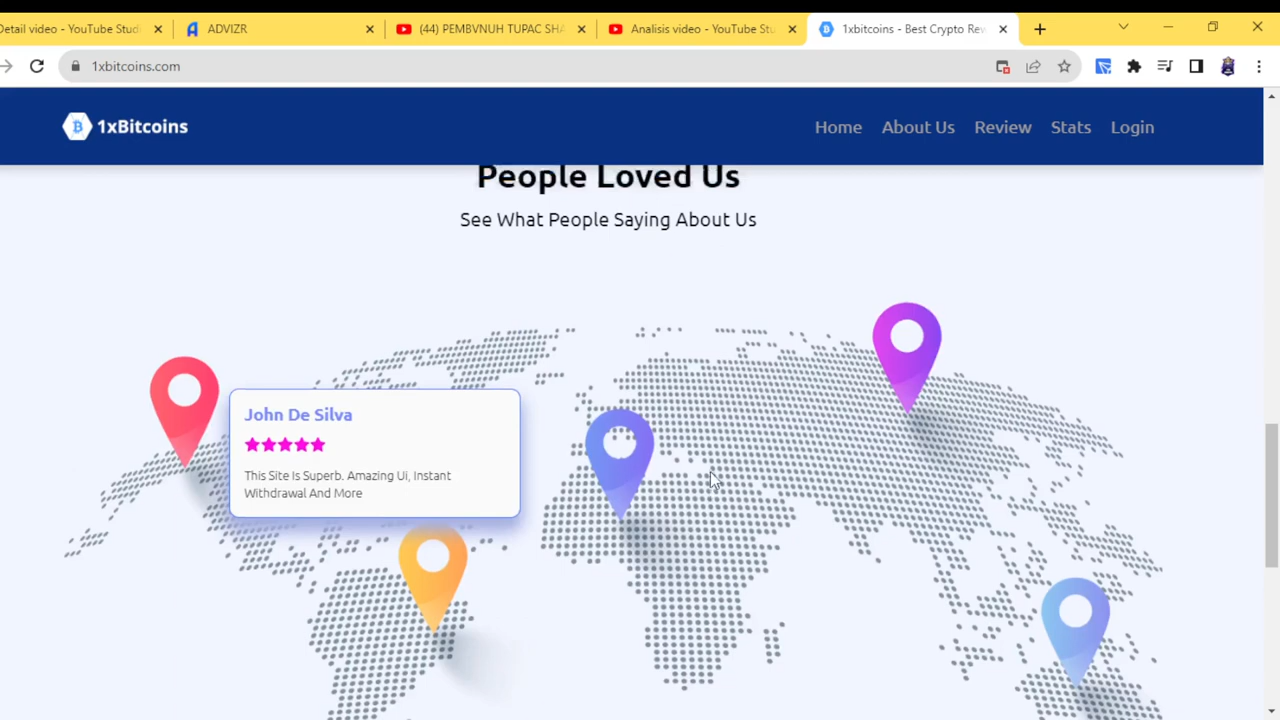 Detail video - YouTube Studi
ADVIZR
(44) PEMBVNUH TUPAC SHA
Analisis video - YouTube Stu
1xbitcoins - Best Crypto Rev
1xbitcoins.com
1xBitcoins
Home
About Us
Review
Stats
Login
People Loved Us
See What People Saying About Us
John De Silva
This Site Is Superb. Amazing Ui, Instant
Withdrawal And More